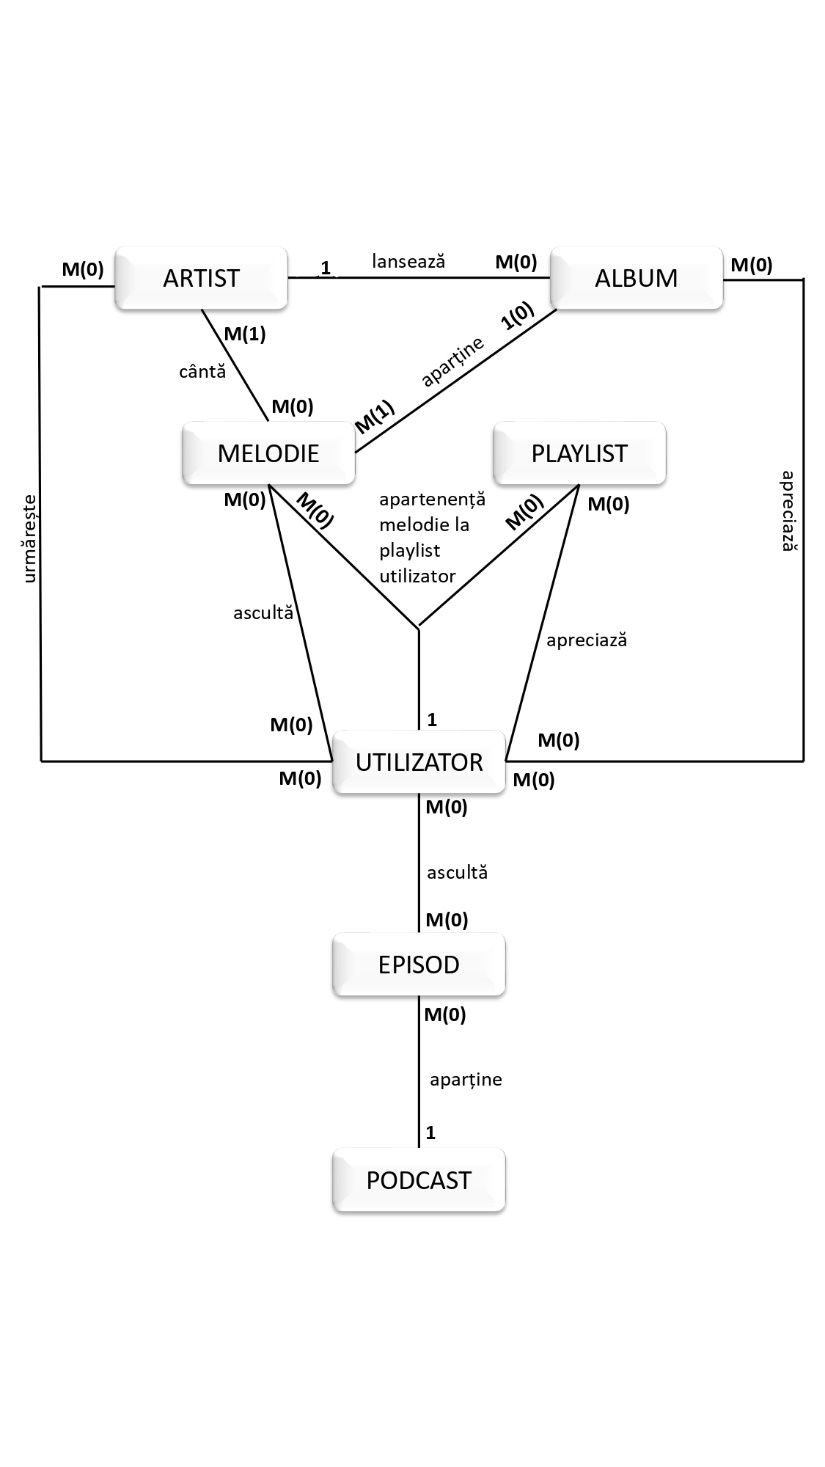 M(0)
ARTIST
1
lansează
M(0)
ALBUM
M(0)
M(1)
cântă
M(0)
1(0)
aparține
M(1)
MELODIE
PLAYLIST
M(0)
M(0)
apartenență
melodie la
playlist
utilizator
M(0)
M(0)
urmărește
apreciază
ascultă
apreciază
M(0)
1
M(0)
UTILIZATOR
M(0)
M(0)
M(0)
ascultă
M(0)
EPISOD
M(0)
aparține
1
PODCAST